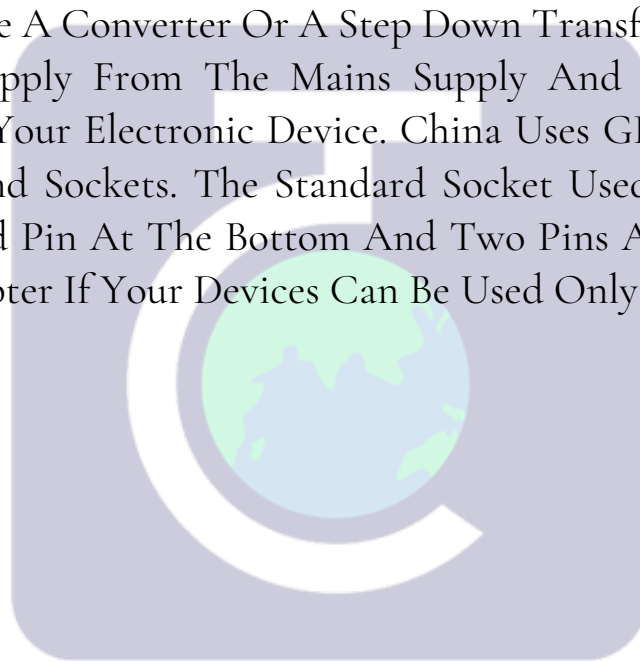 e A Converter Or A Step Down Transf
pply From The Mains Supply And
Your Electronic Device. China Uses G
nd Sockets. The Standard Socket Used
d Pin At The Bottom And Two Pins A
pter If Your Devices Can Be Used Only